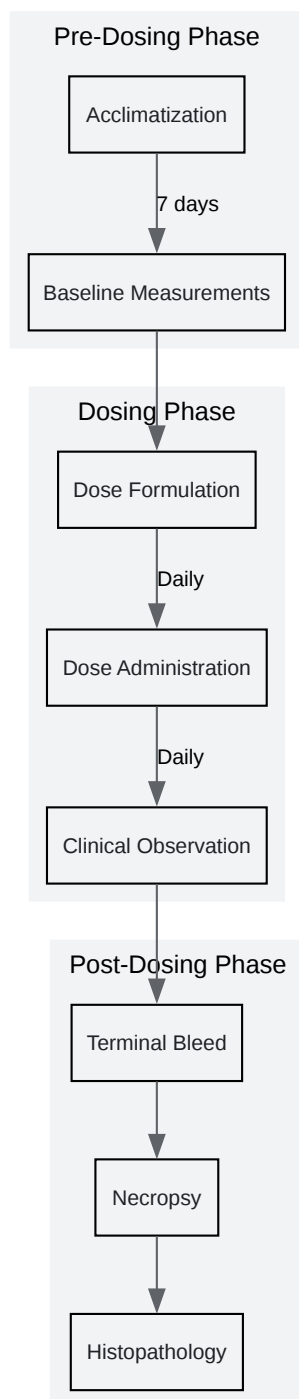 Pre-Dosing Phase
Acclimatization
7 days
Baseline Measurements
Dosing Phase
Dose Formulation
Daily
Dose Administration
Daily
Clinical Observation
Post-Dosing Phase
Terminal Bleed
Necropsy
Histopathology